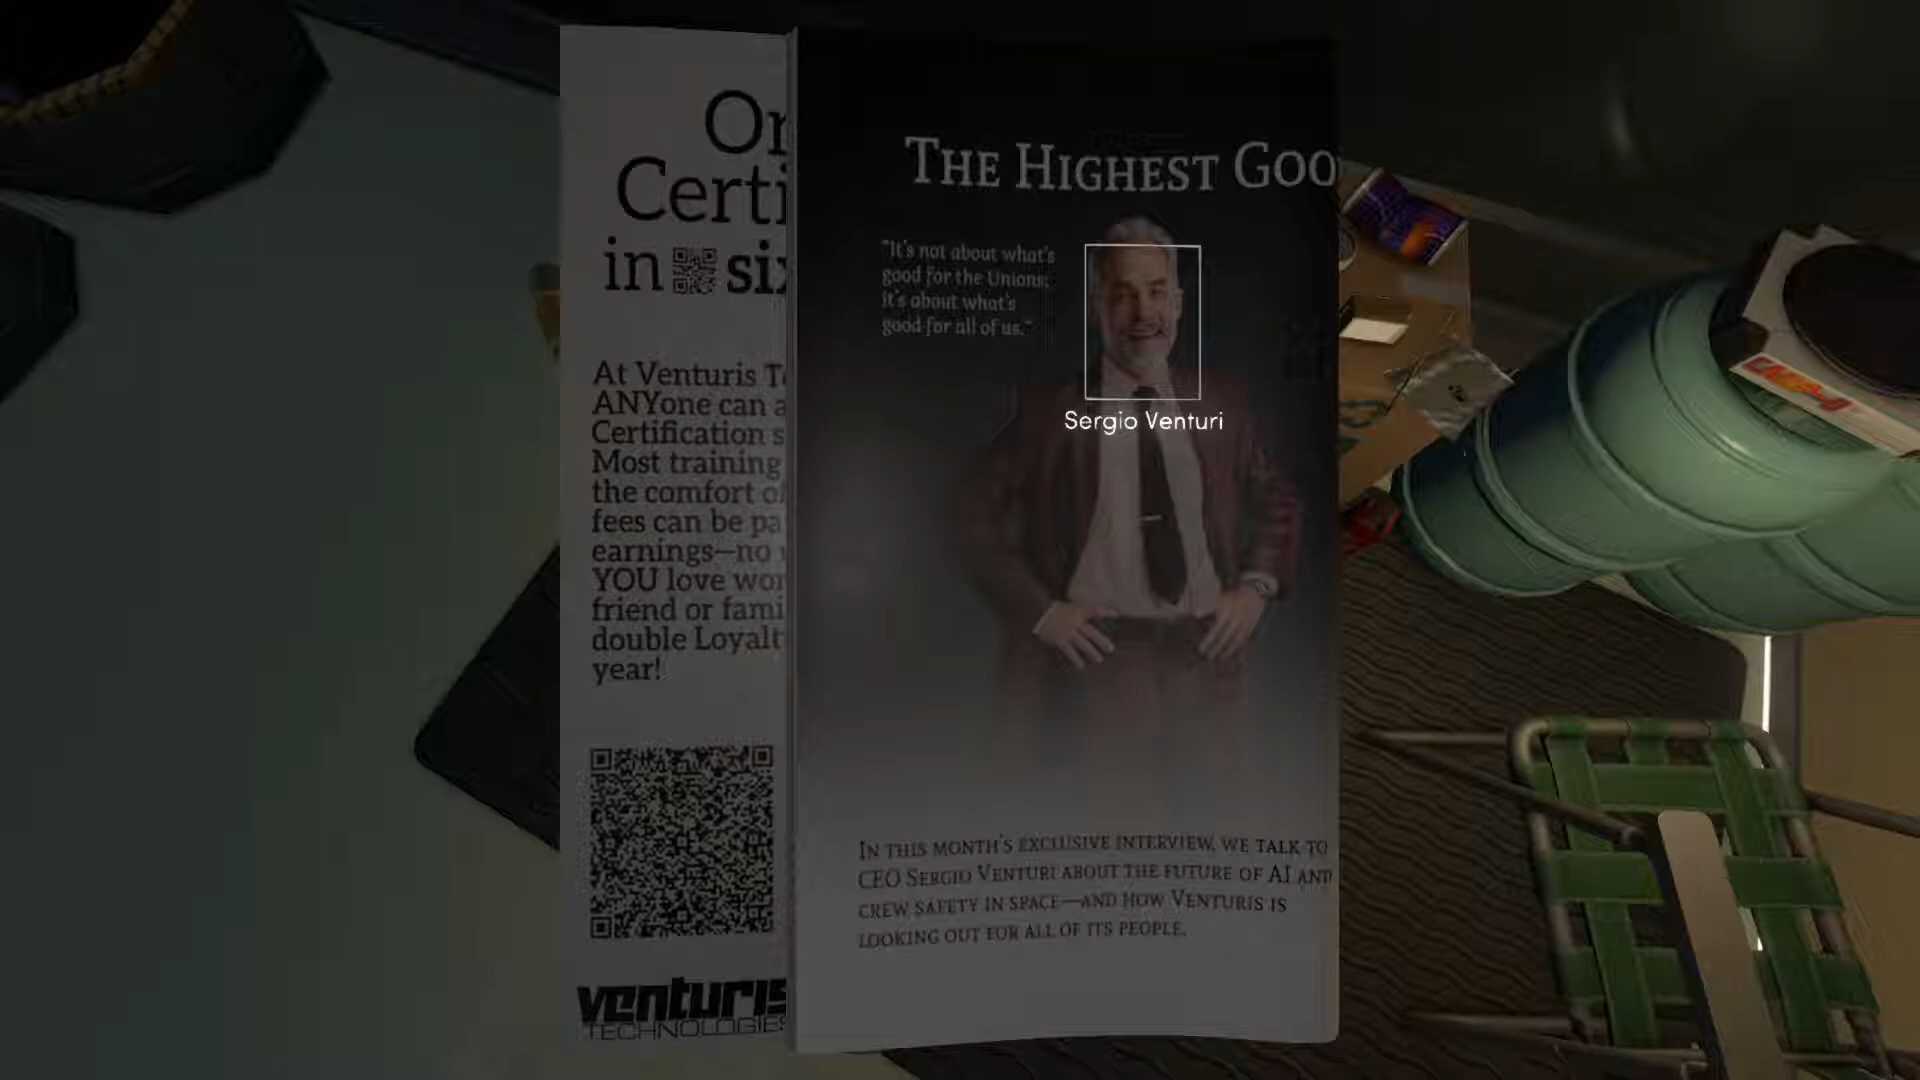 Or
Certi
in six
At Venturis Te
ANYone can a
Certification s
Most training
the comfort of
fees can be pa
earnings—no
YOU love wor
friend or fami
double Loyalt
year!
venturis
TECHNOLOGIES
THE HIGHEST GOO
"It's not about what's
good for the Unions;
it's about what's
good for all of us."
Sergio Venturi
IN THIS MONTH'S EXCLUSIVE INTERVIEW, WE TALK TO
CEO SERGIO VENTURI ABOUT THE FUTURE OF AI AND
CREW SAFETY IN SPACE—AND HOW VENTURIS IS
LOOKING OUT FOR ALL OF ITS PEOPLE.